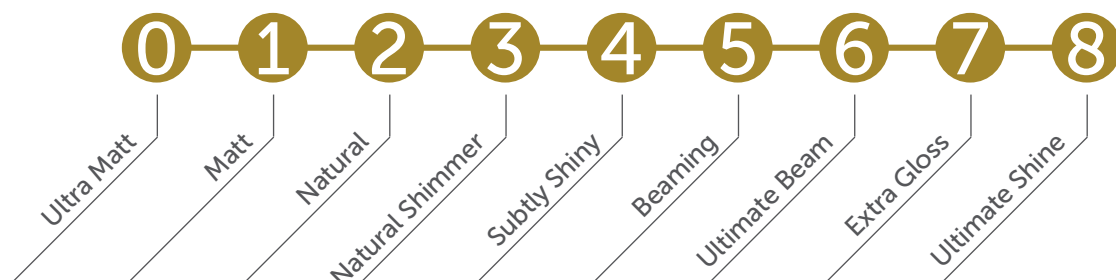 0 1 2 3 4 5 6 7 8
Ultra Matt
Matt
Natural
Natural Shimmer
Subtly Shiny
Beaming
Ultimate Beam
Extra Gloss
Ultimate Shine